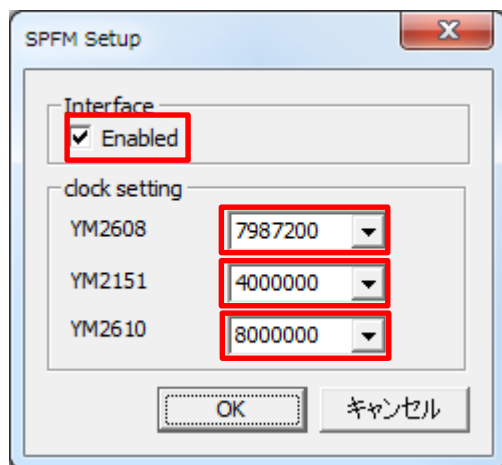 SPFM Setup
Interface
Enabled
clock setting
YM2608 7987200
YM2151 4000000
YM2610 8000000
OK キャンセル